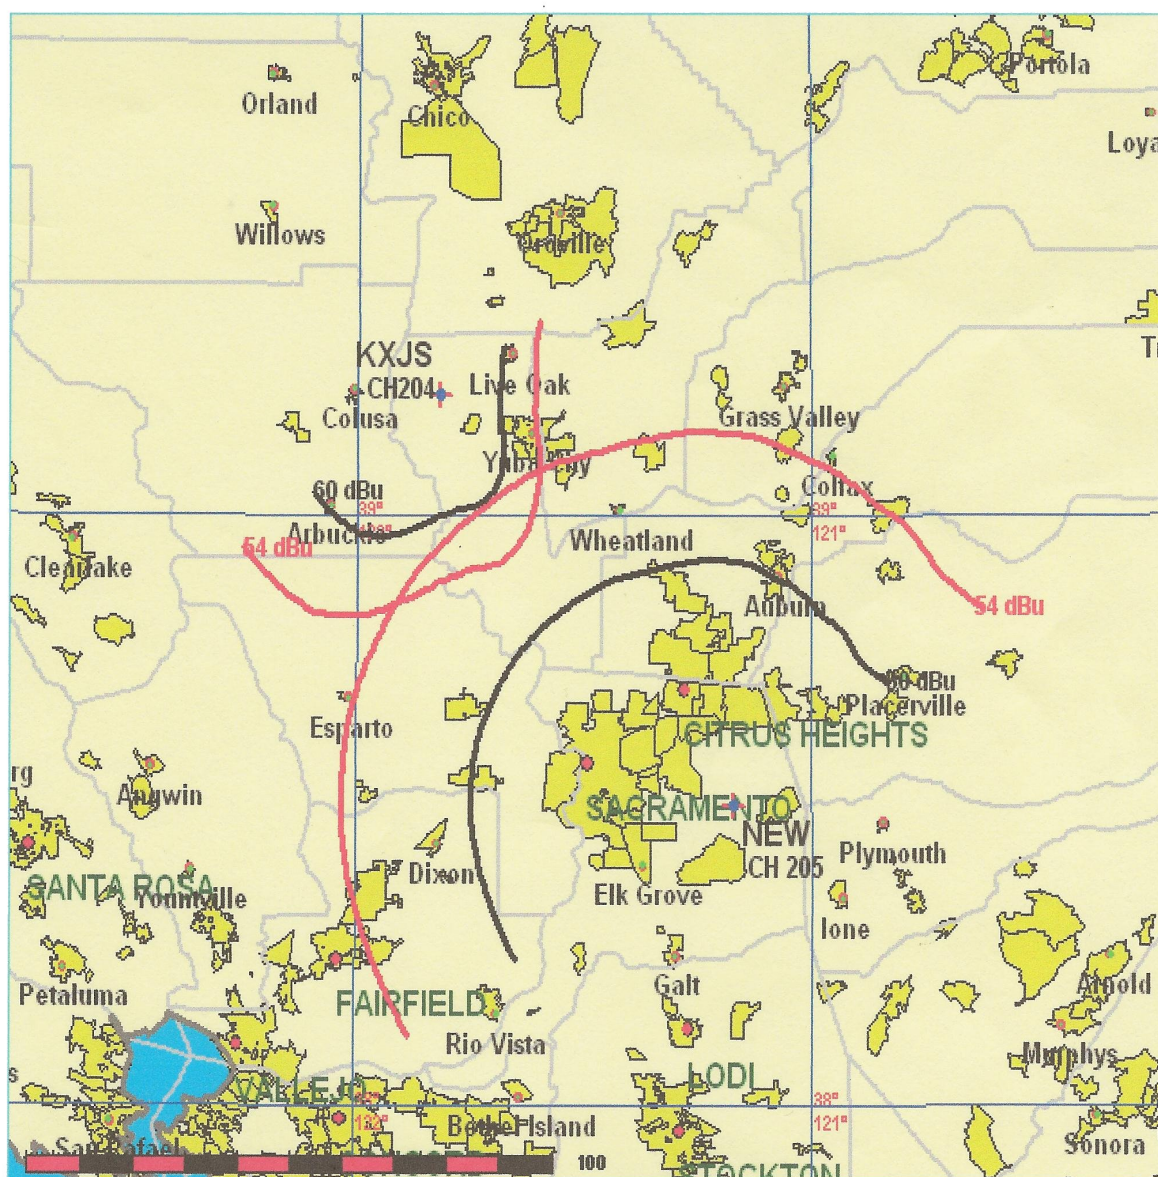 Portola
Orland
Chico
Loya
Willows
Oroville
KXJS
CH204
Live Oak
Colusa
Grass Valley
Yuba City
Colfax
60 dBu
39°
122°
39°
121°
Arbuckle
Wheatland
54 dBu
Clearlake
Auburn
54 dBu
60 dBu
Placerville
Esparto
CITRUS HEIGHTS
rg
Angwin
SACRAMENTO
NEW
CH 205
Plymouth
Dixon
SANTA ROSA
Yountville
Elk Grove
Ione
Petaluma
Galt
Arnold
FAIRFIELD
Rio Vista
Murphys
s
VALLEJO
LODI
38°
122°
38°
121°
Bethel Island
San Rafael
Sonora
CONCORD
100
STOCKTON